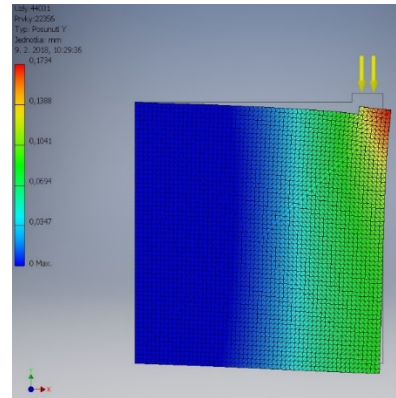 Uzly:44031
Prvky:22356
Typ: Posunutí Y
Jednotka: mm
9. 2. 2018, 10:29:36
0,1734
0,1388
0,1041
0,0694
0,0347
0 Max.
Y
X